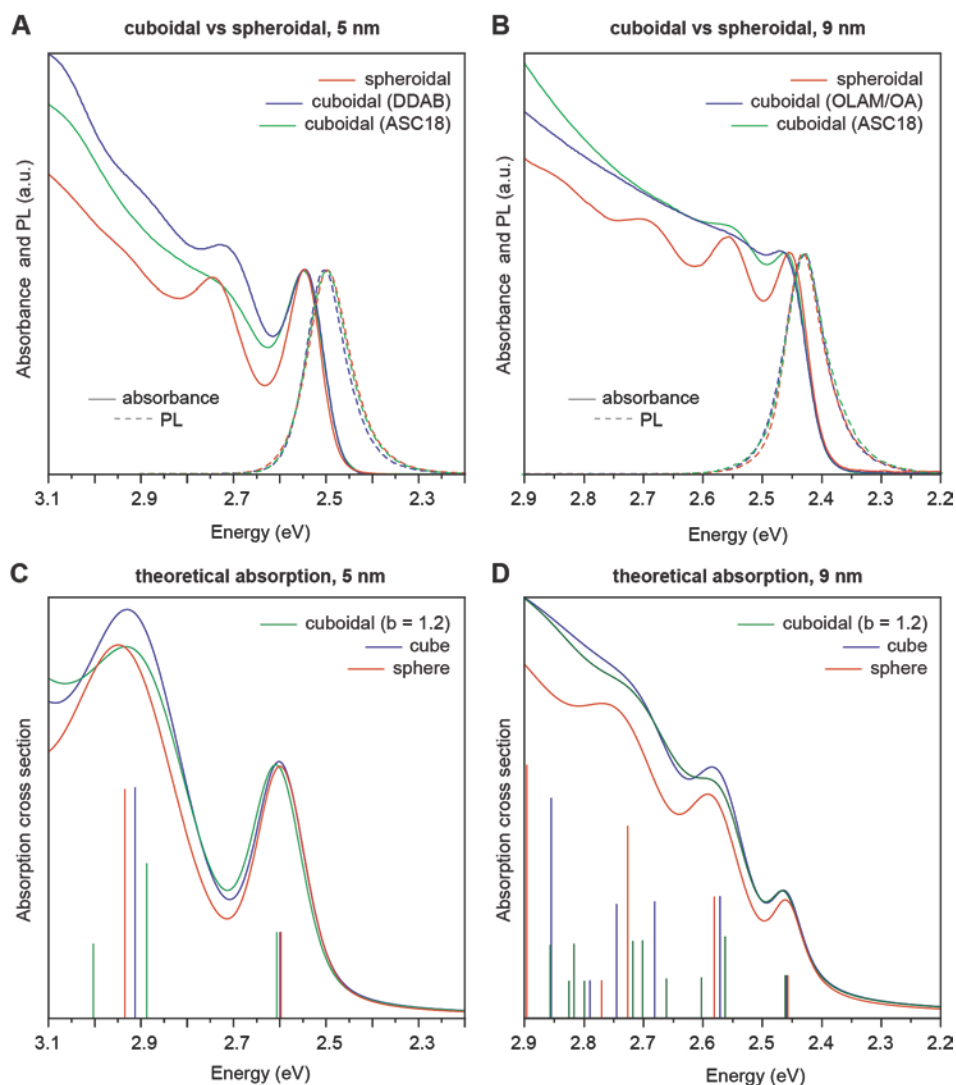 A
cuboidal vs spheroidal, 5 nm
spheroidal
cuboidal (DDAB)
cuboidal (ASC18)
absorbance
PL
Absorbance and PL (a.u.)
3.1 2.9 2.7 2.5 2.3
Energy (eV)
B
cuboidal vs spheroidal, 9 nm
spheroidal
cuboidal (OLAM/OA)
cuboidal (ASC18)
absorbance
PL
Absorbance and PL (a.u.)
2.9 2.8 2.7 2.6 2.5 2.4 2.3 2.2
Energy (eV)
C
theoretical absorption, 5 nm
cuboidal (b = 1.2)
cube
sphere
Absorption cross section
3.1 2.9 2.7 2.5 2.3
Energy (eV)
D
theoretical absorption, 9 nm
cuboidal (b = 1.2)
cube
sphere
Absorption cross section
2.9 2.8 2.7 2.6 2.5 2.4 2.3 2.2
Energy (eV)